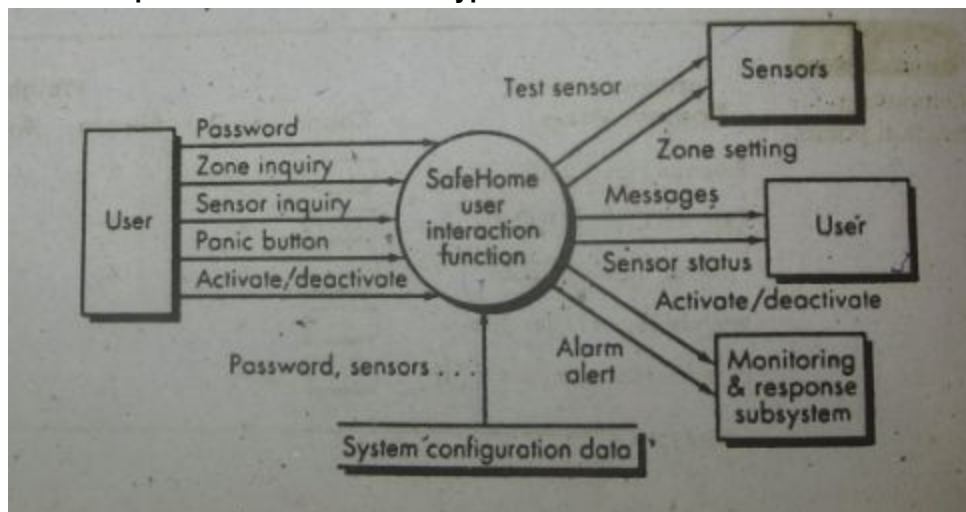 Password
Zone inquiry
Sensor inquiry
Panic button
Activate/deactivate
User
SafeHome
user
interaction
function
Test sensor
Zone setting
Sensors
Messages
Sensor status
User
Activate/deactivate
Alarm
alert
Monitoring
& response
subsystem
Password, sensors . . .
System configuration data